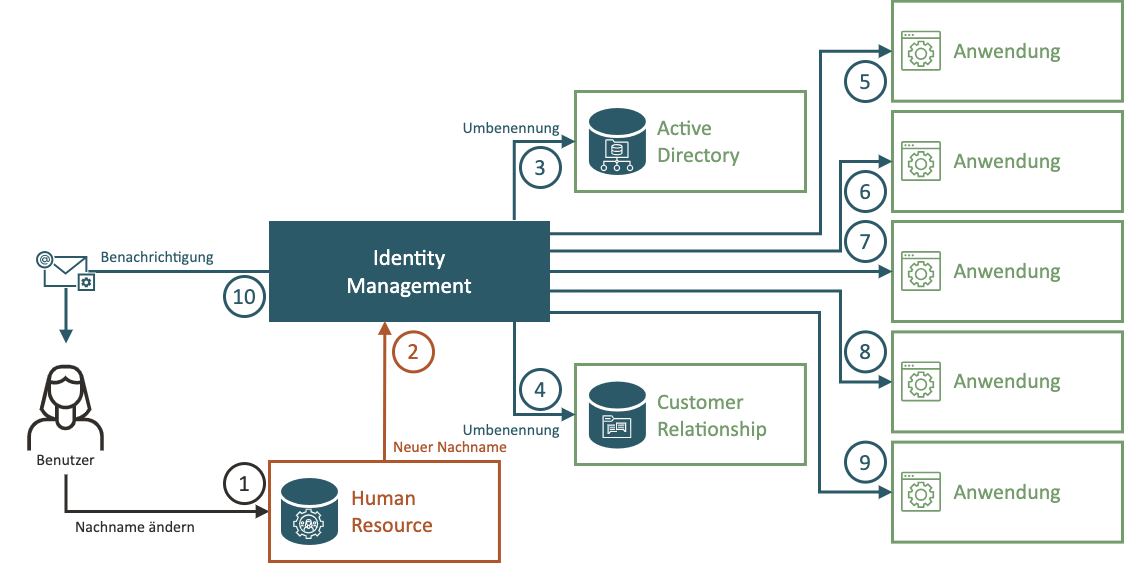 Anwendung
5
Umbenennung
Active
Directory
3
Anwendung
6
Benachrichtigung
@
10
Identity
Management
7
Anwendung
2
8
Anwendung
4
Umbenennung
Customer
Relationship
Neuer Nachname
Benutzer
1
Nachname ändern
Human
Resource
9
Anwendung